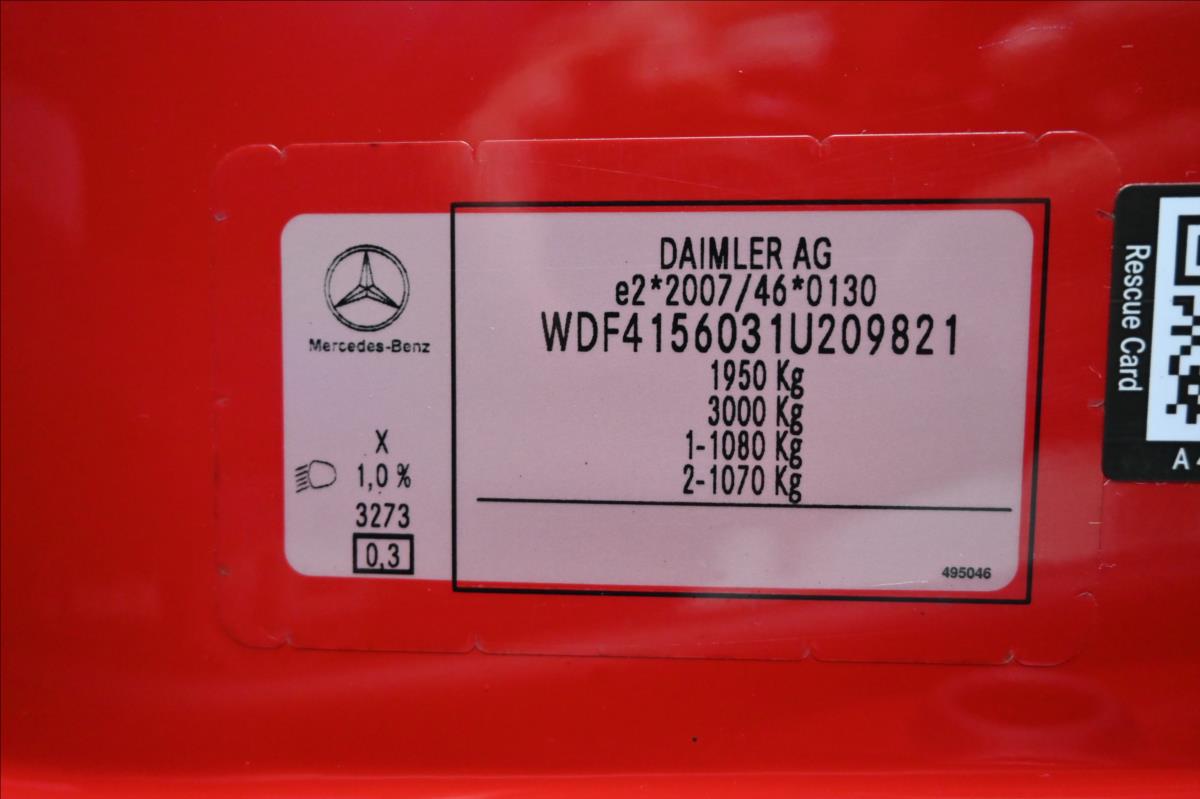 Mercedes-Benz
X
1,0 %
3273
0,3
DAIMLER AG
e2*2007/46*0130
WDF4156031U209821
1950 Kg
3000 Kg
1-1080 Kg
2-1070 Kg
495046
Rescue Card
A